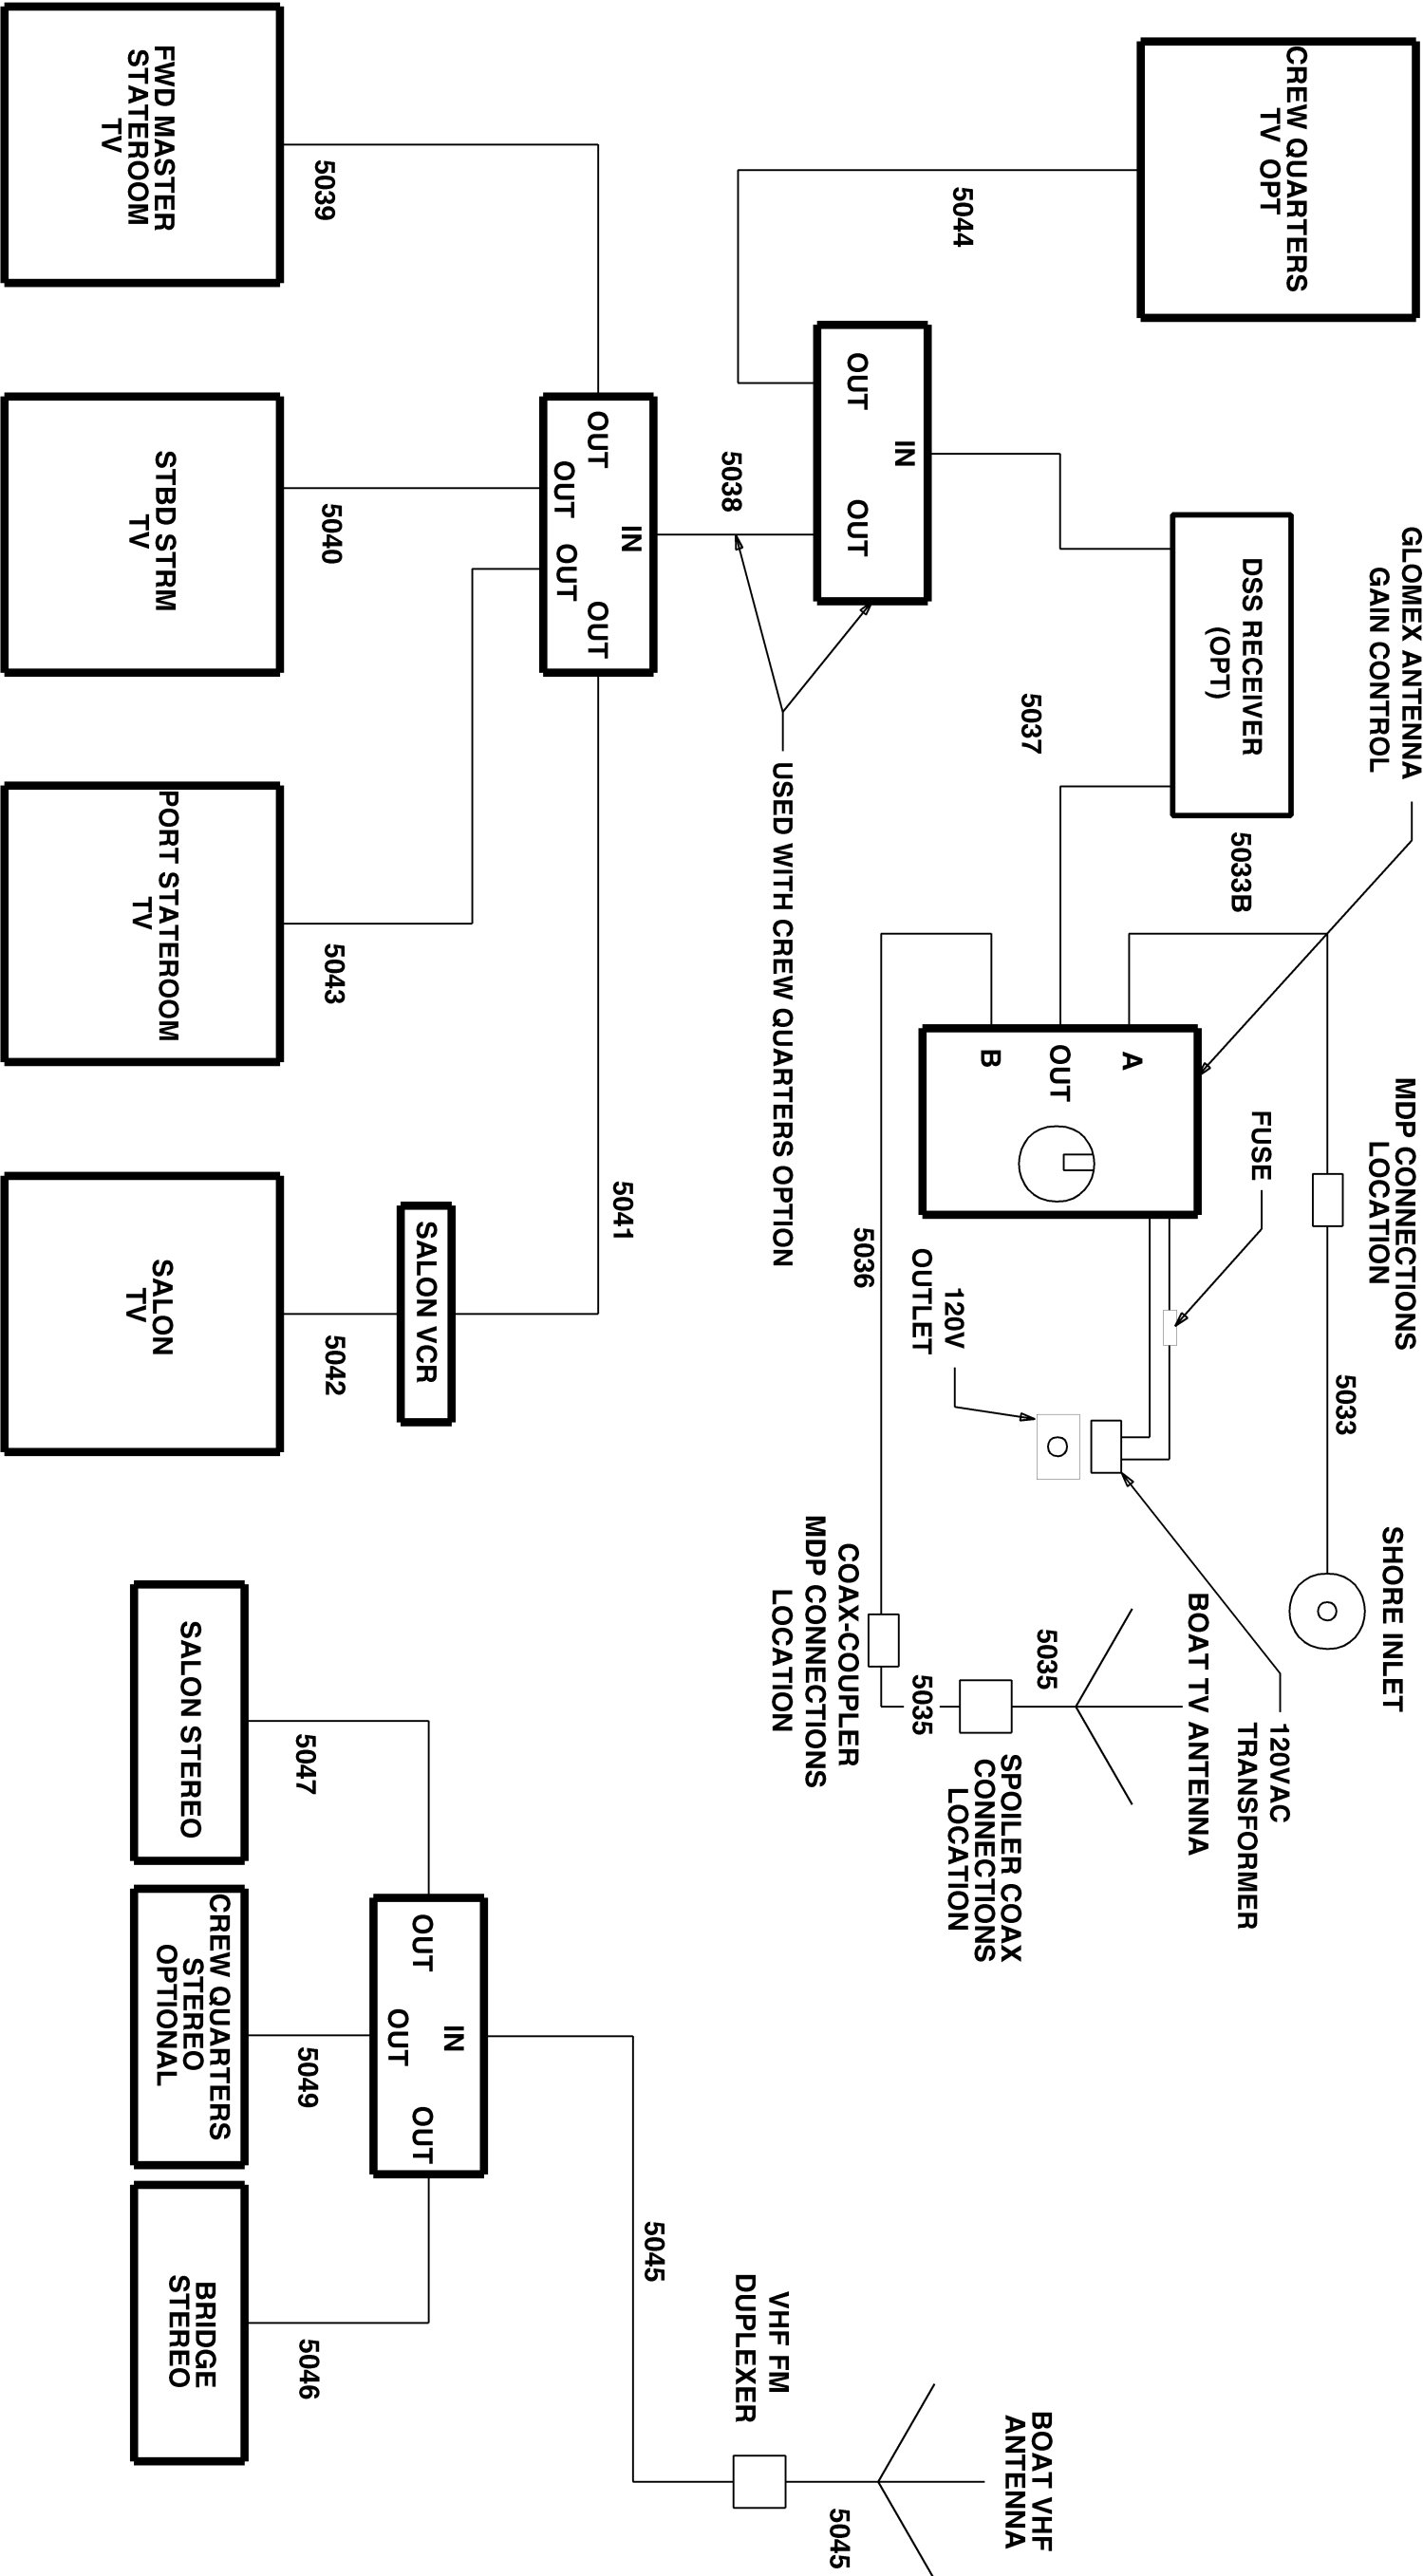 CREW QUARTERS
TV OPT
5044
GLOMEX ANTENNA
GAIN CONTROL
DSS RECEIVER
(OPT)
5033B
5037
OUT
IN
OUT
5038
USED WITH CREW QUARTERS OPTION
MDP CONNECTIONS
LOCATION
5033
SHORE INLET
FUSE
A
OUT
B
120V
OUTLET
5036
120VAC
TRANSFORMER
BOAT TV ANTENNA
5035
SPOILER COAX
CONNECTIONS
LOCATION
5035
COAX-COUPLER
MDP CONNECTIONS
LOCATION
IN
OUT
OUT
OUT
OUT
5039
5040
5043
5041
SALON VCR
5042
FWD MASTER
STATEROOM
TV
STBD STRM
TV
PORT STATEROOM
TV
SALON
TV
BOAT VHF
ANTENNA
5045
VHF FM
DUPLEXER
5045
IN
OUT
OUT
OUT
5047
5049
5046
SALON STEREO
CREW QUARTERS
STEREO
OPTIONAL
BRIDGE
STEREO